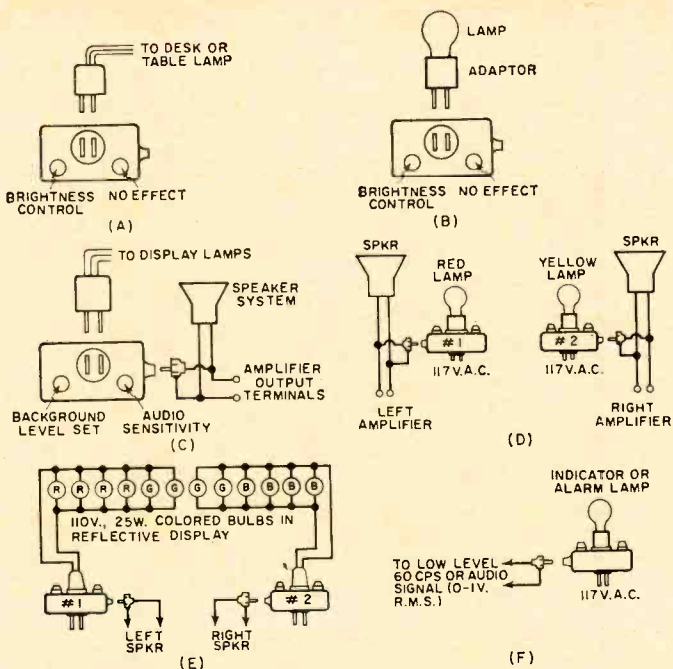 TO DESK OR
TABLE LAMP
BRIGHTNESS
CONTROL
NO EFFECT
(A)
LAMP
ADAPTOR
BRIGHTNESS
CONTROL
NO EFFECT
(B)
TO DISPLAY LAMPS
SPEAKER
SYSTEM
AMPLIFIER
OUTPUT
TERMINALS
BACKGROUND
LEVEL SET
AUDIO
SENSITIVITY
(C)
SPKR
RED
LAMP
#1
117V.A.C.
LEFT
AMPLIFIER
YELLOW
LAMP
SPKR
#2
117V.A.C.
RIGHT
AMPLIFIER
(D)
R R R R G G G G B B B B
110V., 25W. COLORED BULBS IN
REFLECTIVE DISPLAY
#1
LEFT
SPKR
RIGHT
SPKR
#2
(E)
INDICATOR OR
ALARM LAMP
TO LOW LEVEL
60 CPS OR AUDIO
SIGNAL (0-1V.
R.M.S.)
117V.A.C.
(F)